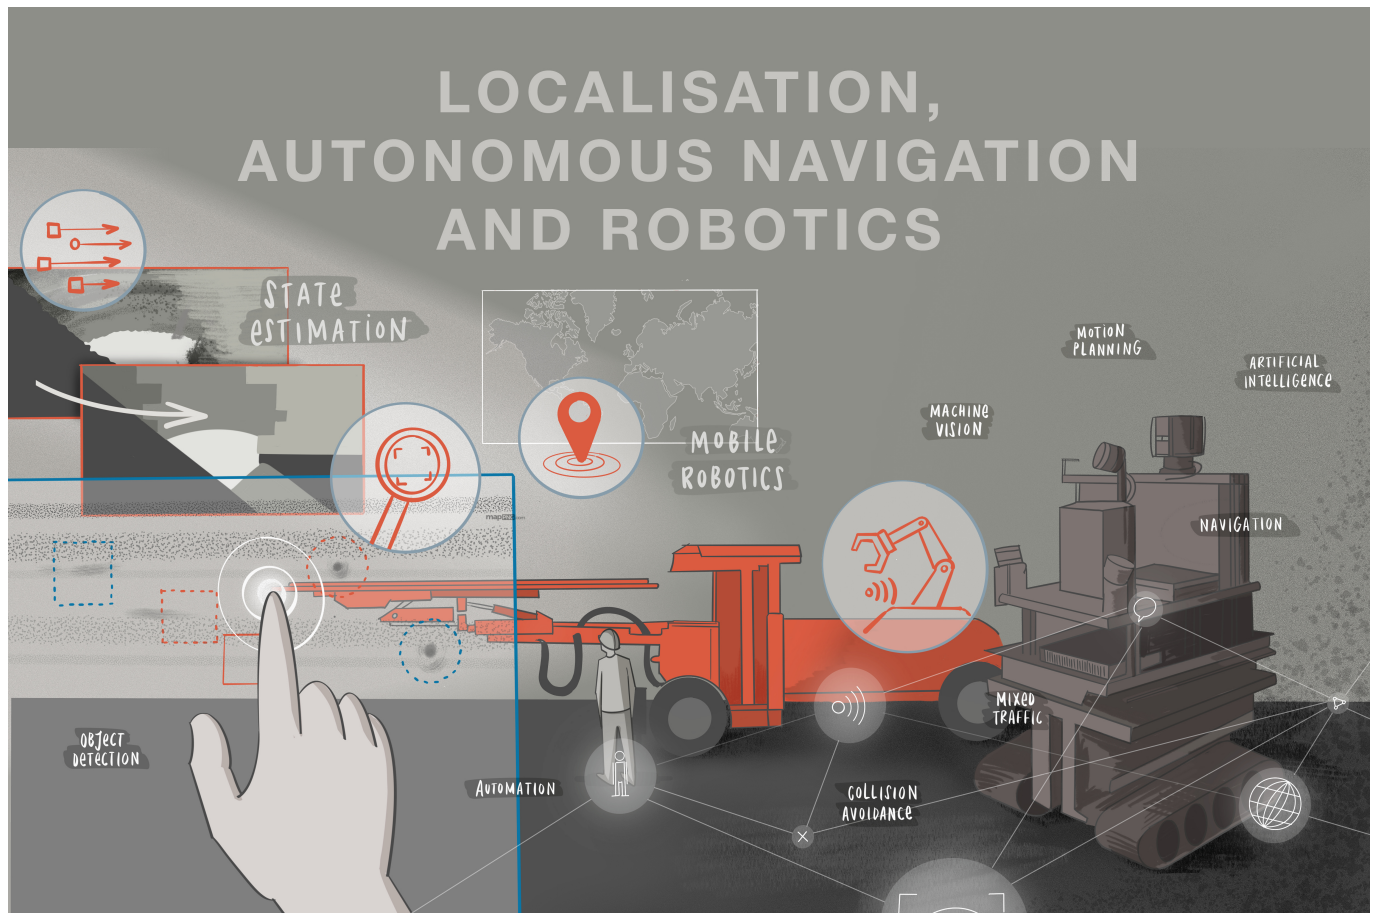 LOCALISATION,
AUTONOMOUS NAVIGATION
AND ROBOTICS
STATE
ESTIMATION
MOTION
PLANNING
ARTIFICIAL
INTELLIGENCE
MACHINE
VISION
MOBILE
ROBOTICS
NAVIGATION
MIXED
TRAFFIC
OBJECT
DETECTION
AUTOMATION
COLLISION
AVOIDANCE